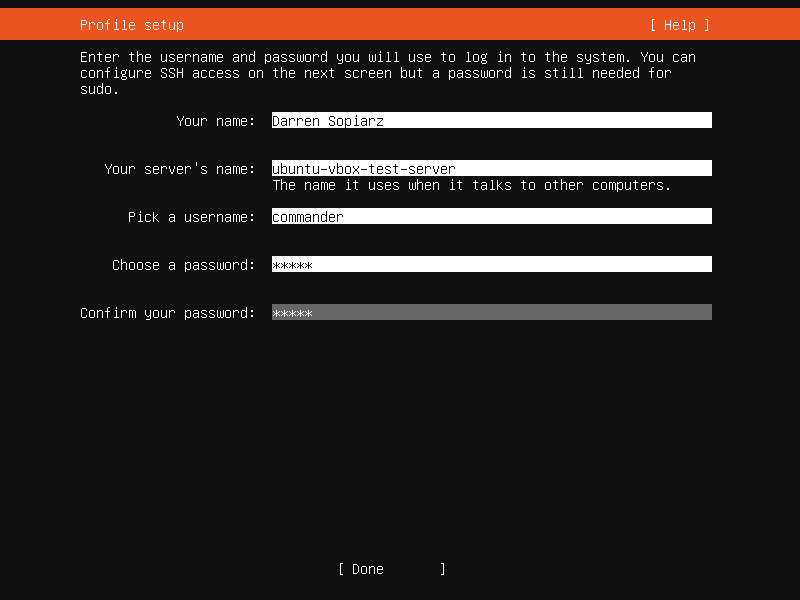 Profile setup [ Help ]
Enter the username and password you will use to log in to the system. You can
configure SSH access on the next screen but a password is still needed for
sudo.
Your name: Darren Sopiarz
Your server's name: ubuntu-vbox-test-server
The name it uses when it talks to other computers.
Pick a username: commander
Choose a password: *****
Confirm your password: *****
[ Done ]